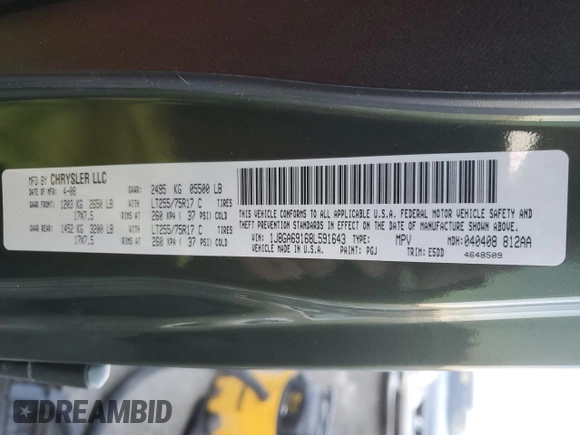 MFD BY CHRYSLER LLC
DATE OF MFR: 4-08 GVWR: 2495 KG 05500 LB
GAWR FRONT: 1203 KG 2650 LB WITH LT255/75R17 C TIRES
17X7.5 RIMS AT 260 KPA ( 37 PSI) COLD
GAWR REAR: 1452 KG 3200 LB WITH LT255/75R17 C TIRES
17X7.5 RIMS AT 260 KPA ( 37 PSI) COLD
THIS VEHICLE CONFORMS TO ALL APPLICABLE U.S.A. FEDERAL MOTOR VEHICLE SAFETY AND
THEFT PREVENTION STANDARDS IN EFFECT ON THE DATE OF MANUFACTURE SHOWN ABOVE.
VIN: 1J8GA69168L591643 TYPE: MPV MDH: 040408 812AA
VEHICLE MADE IN U.S.A. PAINT: PGJ TRIM: E5DD 4648509
DREAMBID